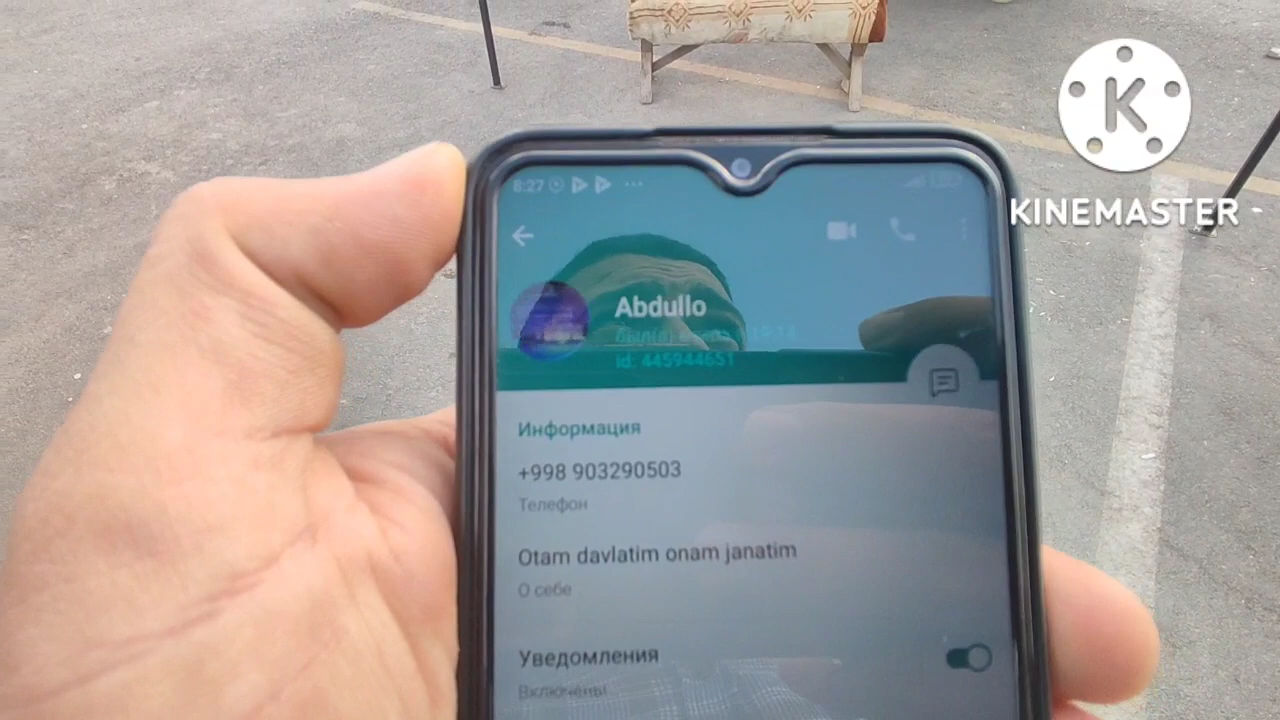 8:27
KINEMASTER
Abdullo
id: 445944651
Информация
+998 903290503
Телефон
Otam davlatim onam janatim
О себе
Уведомления
Включены